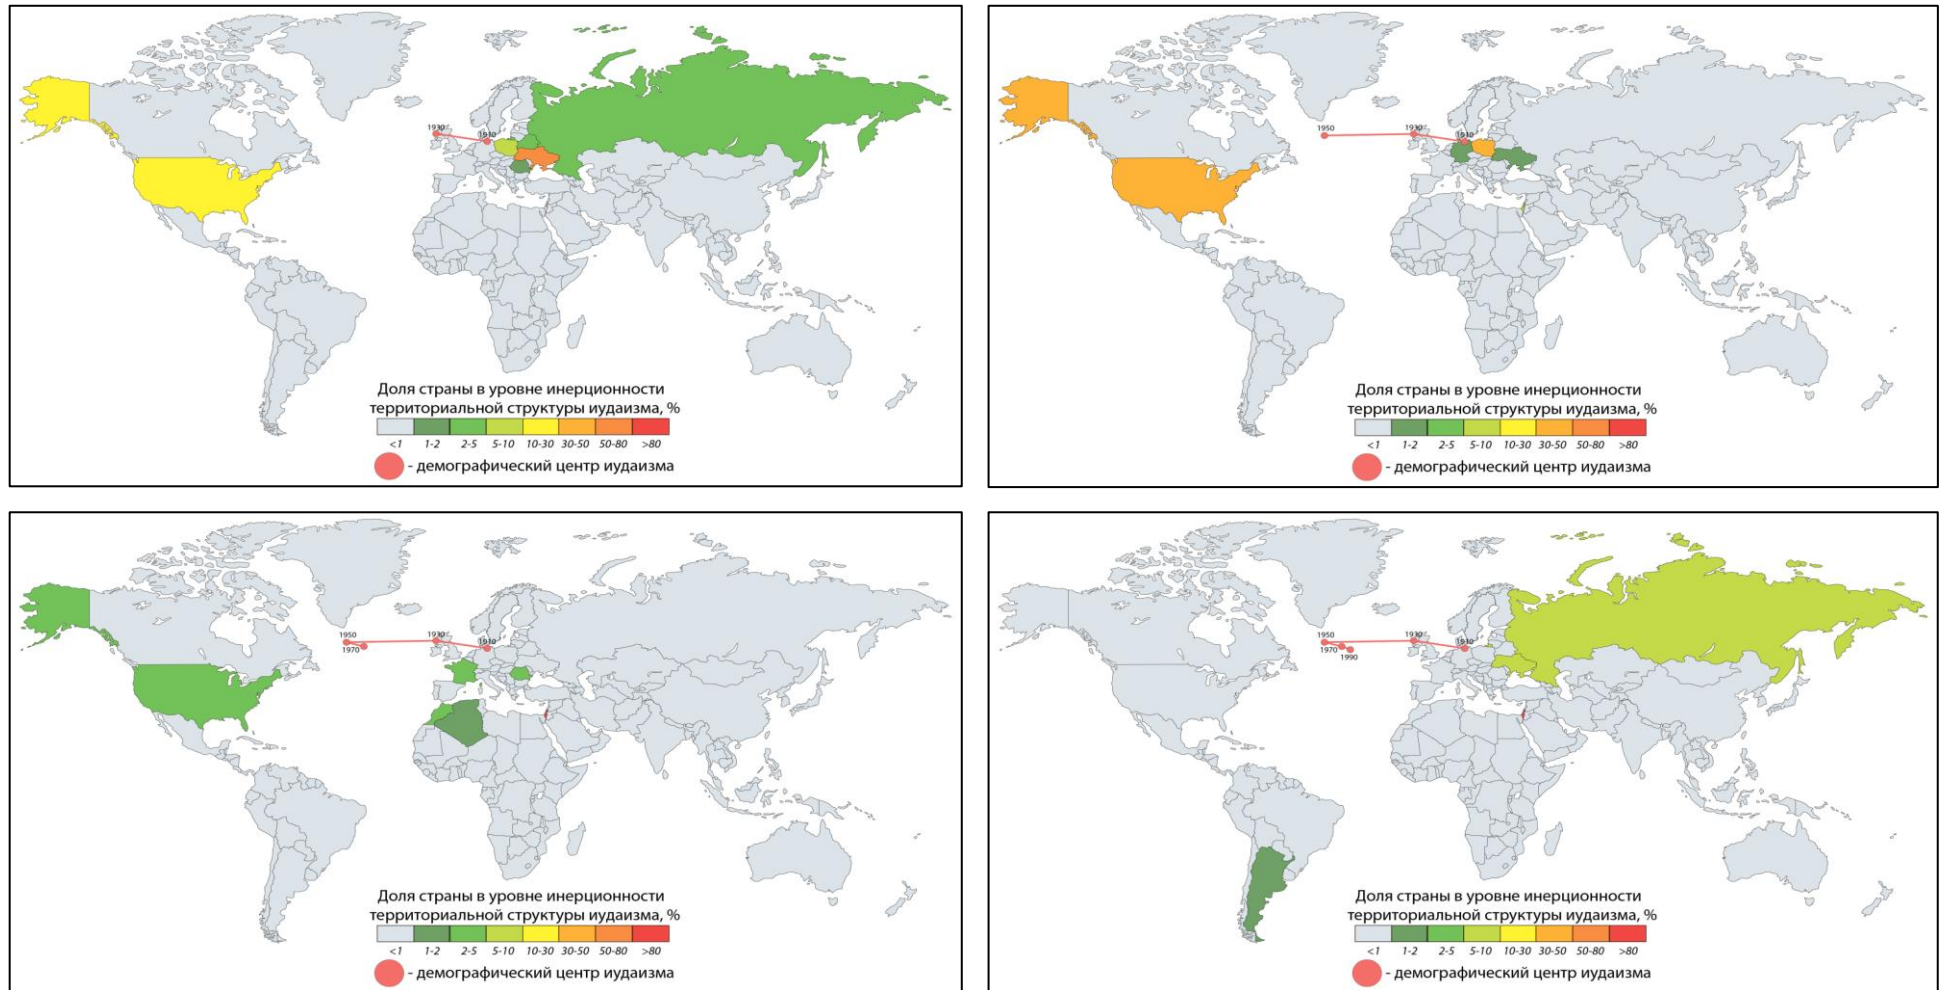 1930
1910
Доля страны в уровне инерционности
территориальной структуры иудаизма, %
<1 1-2 2-5 5-10 10-30 30-50 50-80 >80
- демографический центр иудаизма
1950
1930
1910
Доля страны в уровне инерционности
территориальной структуры иудаизма, %
<1 1-2 2-5 5-10 10-30 30-50 50-80 >80
- демографический центр иудаизма
1950
1930
1910
1970
Доля страны в уровне инерционности
территориальной структуры иудаизма, %
<1 1-2 2-5 5-10 10-30 30-50 50-80 >80
- демографический центр иудаизма
1950
1930
1910
1970
1990
Доля страны в уровне инерционности
территориальной структуры иудаизма, %
<1 1-2 2-5 5-10 10-30 30-50 50-80 >80
- демографический центр иудаизма